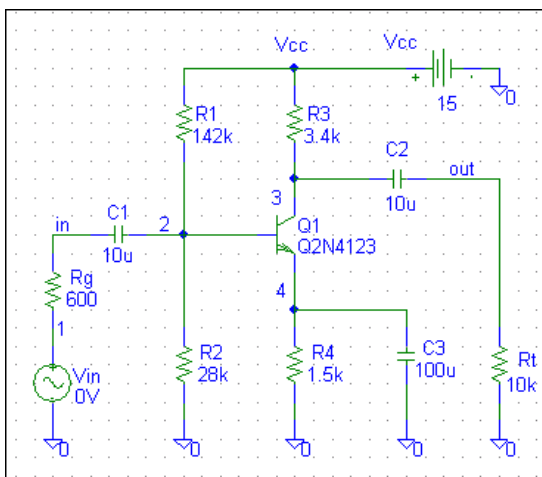 Vcc
Vcc
+ -
15
0
R1
142k
R3
3.4k
C2
10u
out
3
in
C1
10u
2
Q1
Q2N4123
Rg
600
4
1
Vin
0V
R2
28k
R4
1.5k
C3
100u
Rt
10k
0
0
0
0
0